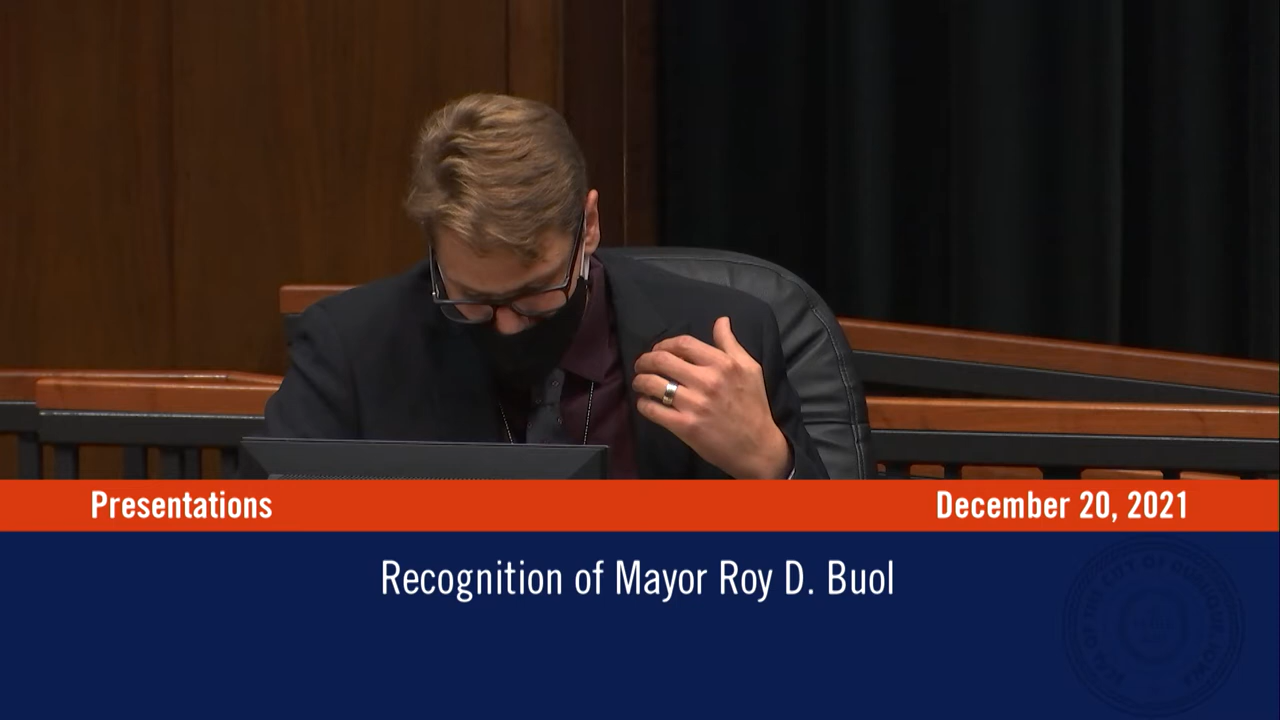 Presentations
December 20, 2021
Recognition of Mayor Roy D. Buol